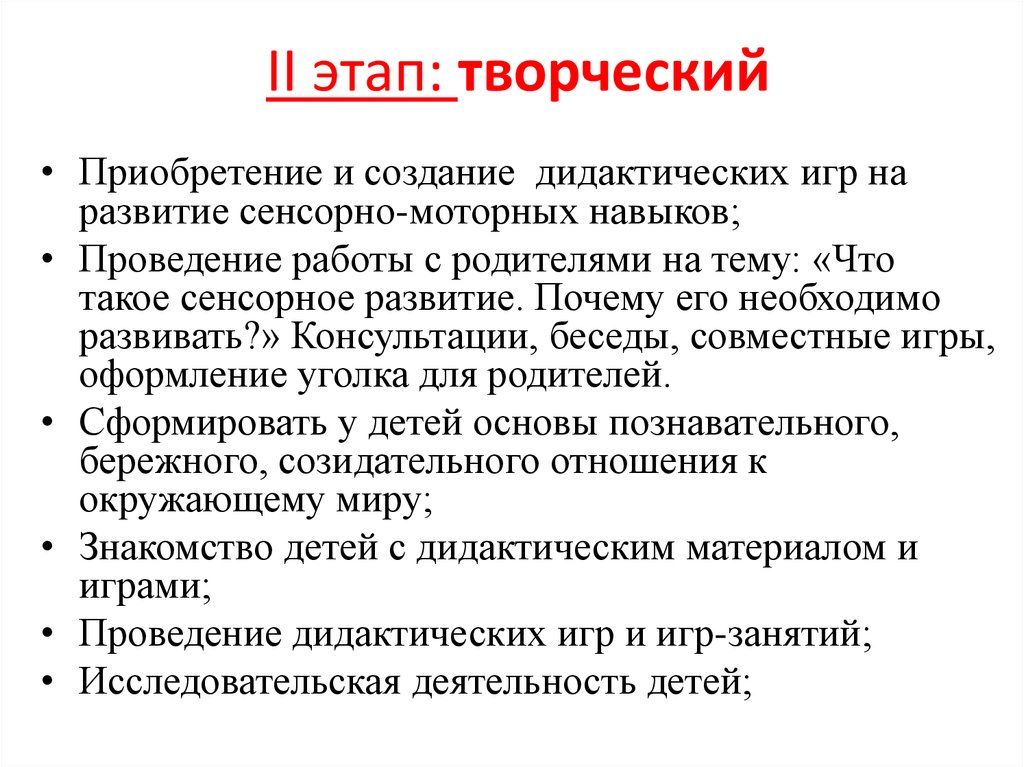 II этап: творческий
• Приобретение и создание  дидактических игр на
развитие сенсорно-моторных навыков;
• Проведение работы с родителями на тему: «Что
такое сенсорное развитие. Почему его необходимо
развивать?» Консультации, беседы, совместные игры,
оформление уголка для родителей.
• Сформировать у детей основы познавательного,
бережного, созидательного отношения к
окружающему миру;
• Знакомство детей с дидактическим материалом и
играми;
• Проведение дидактических игр и игр-занятий;
• Исследовательская деятельность детей;